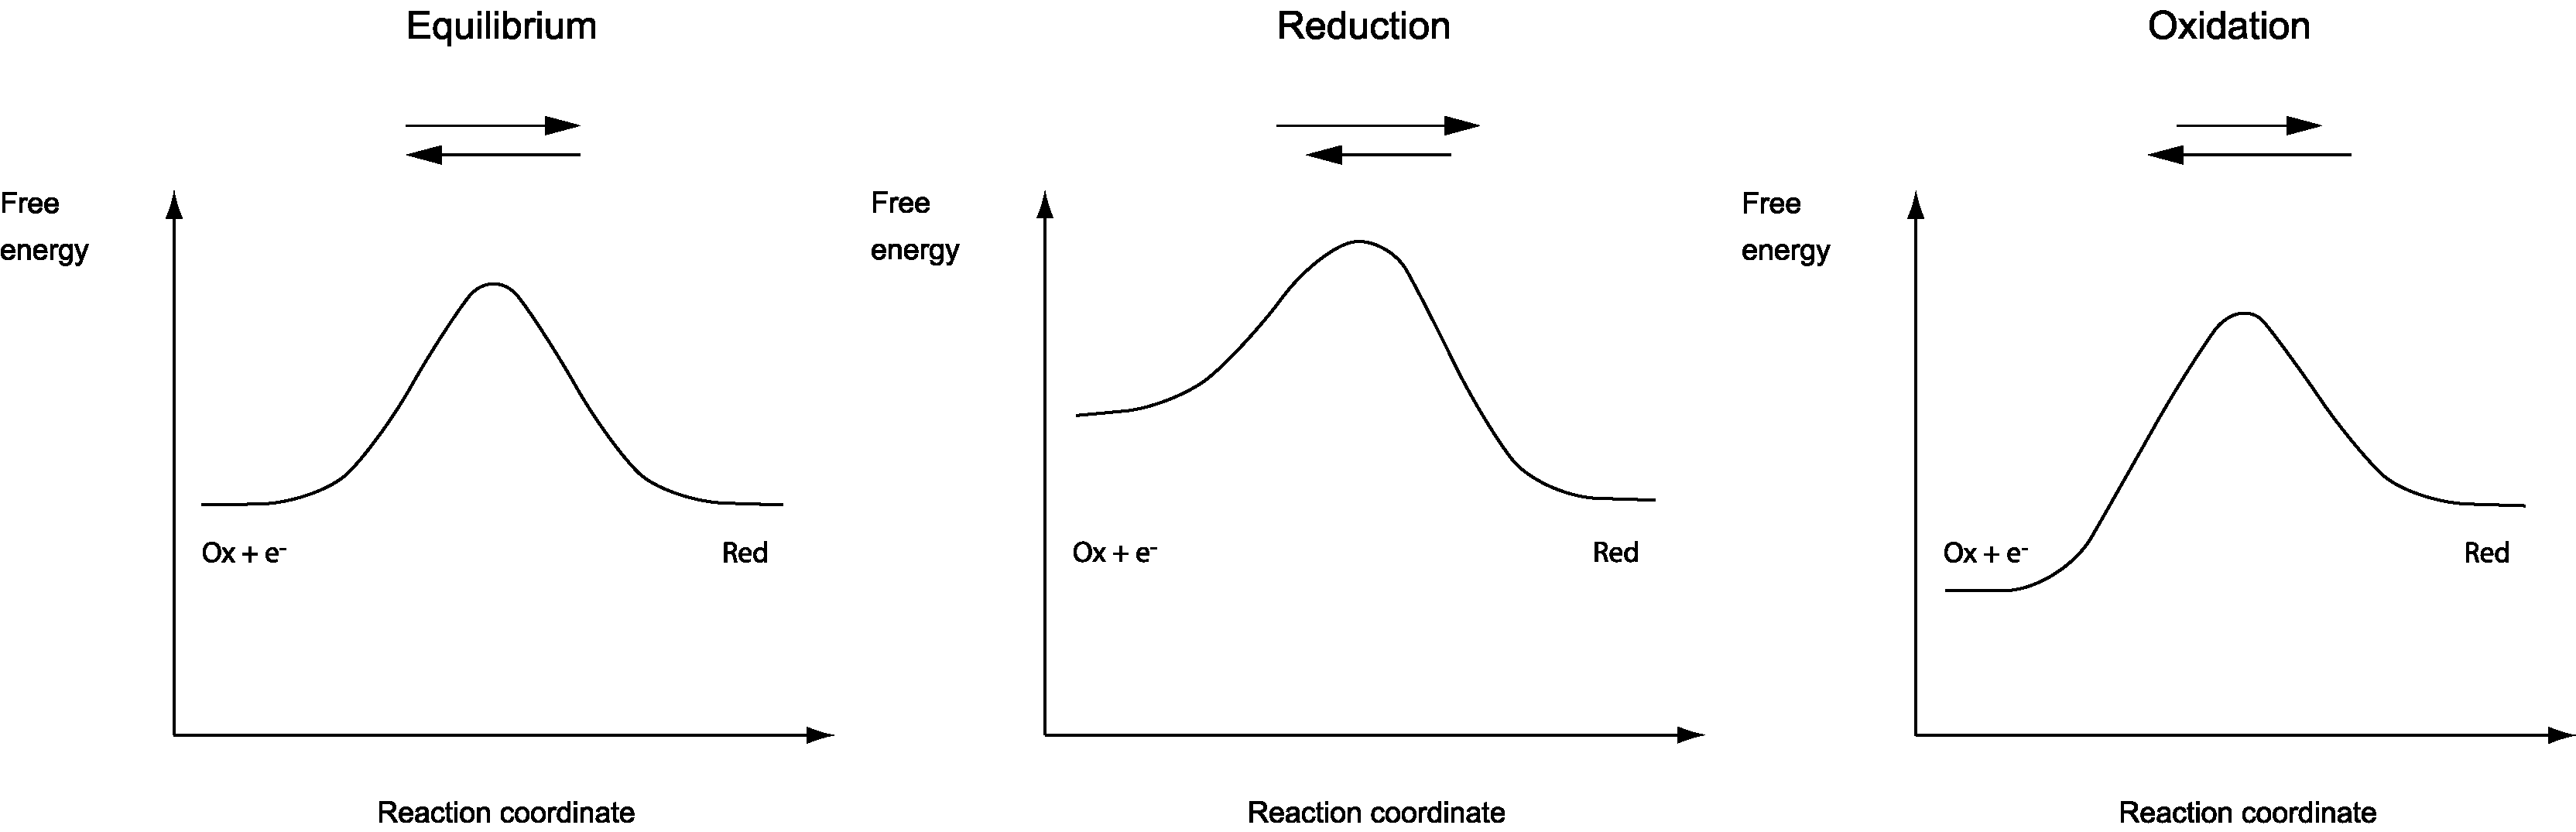 Equilibrium
Free
energy
Ox + e⁻
Red
Reaction coordinate
Reduction
Free
energy
Ox + e⁻
Red
Reaction coordinate
Oxidation
Free
energy
Ox + e⁻
Red
Reaction coordinate